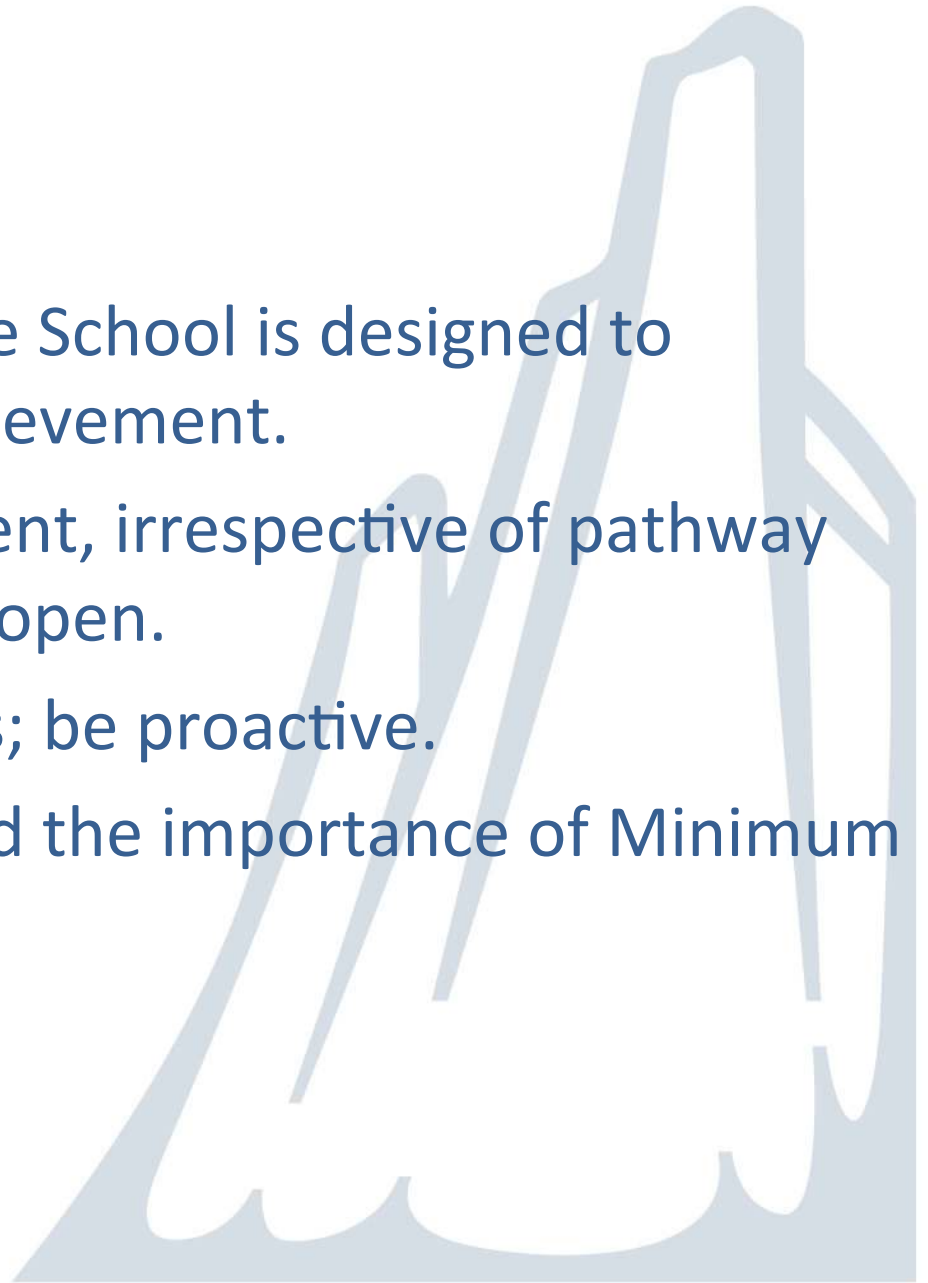 e School is designed to
evement.
ent, irrespective of pathway
open.
s; be proactive.
d the importance of Minimum